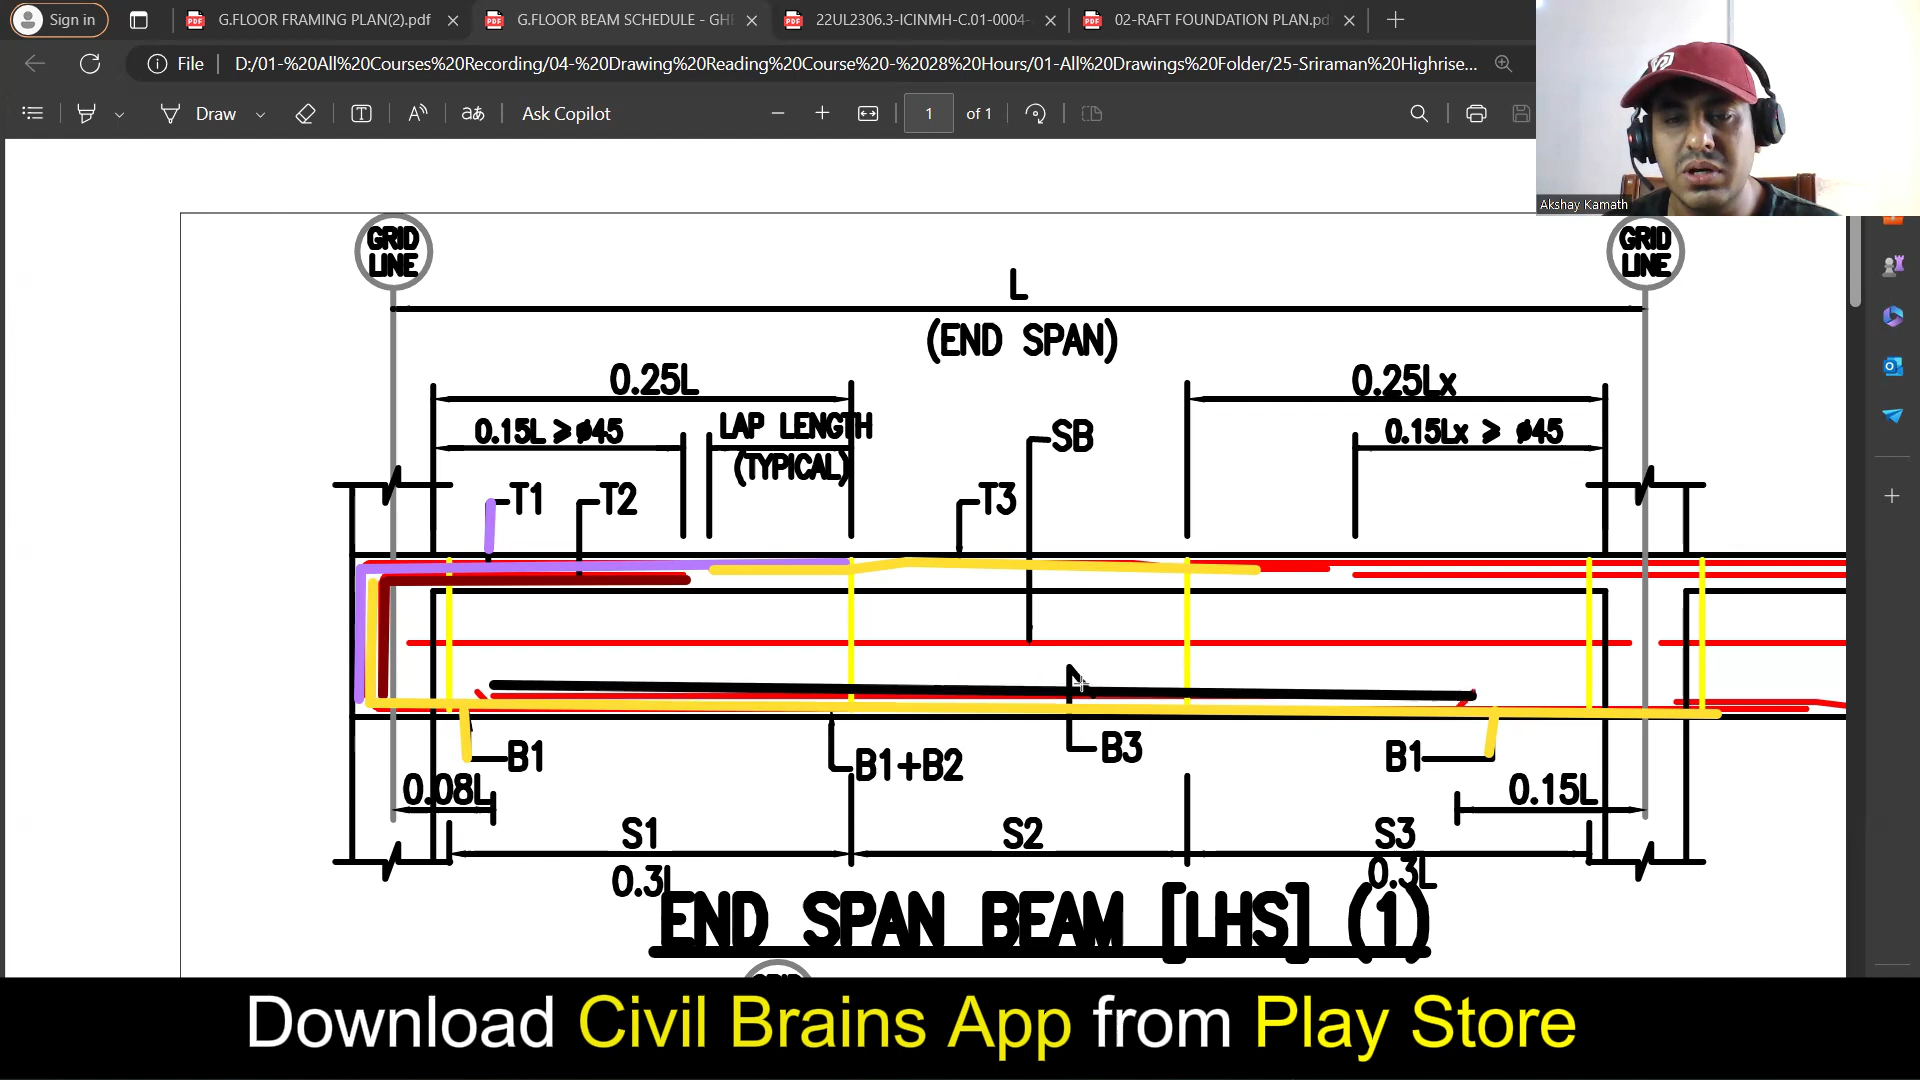 Sign in
G.FLOOR FRAMING PLAN(2).pdf
G.FLOOR BEAM SCHEDULE - GH
22UL2306.3-ICINMH-C.01-0004-
02-RAFT FOUNDATION PLAN.pdf
File
D:/01-%20All%20Courses%20Recording/04-%20Drawing%20Reading%20Course%20-%2028%20Hours/01-All%20Drawings%20Folder/25-Sriraman%20Highrise...
Draw
Ask Copilot
1
of 1
Akshay Kamath
GRID
LINE
GRID
LINE
L
(END SPAN)
0.25L
0.25Lx
0.15L ≥ ø45
LAP LENGTH
(TYPICAL)
SB
0.15Lx ≥ ø45
T1
T2
T3
B1
B1+B2
B3
B1
0.08L
0.15L
S1
S2
S3
0.3L
0.3L
END SPAN BEAM [LHS] (1)
Download Civil Brains App from Play Store